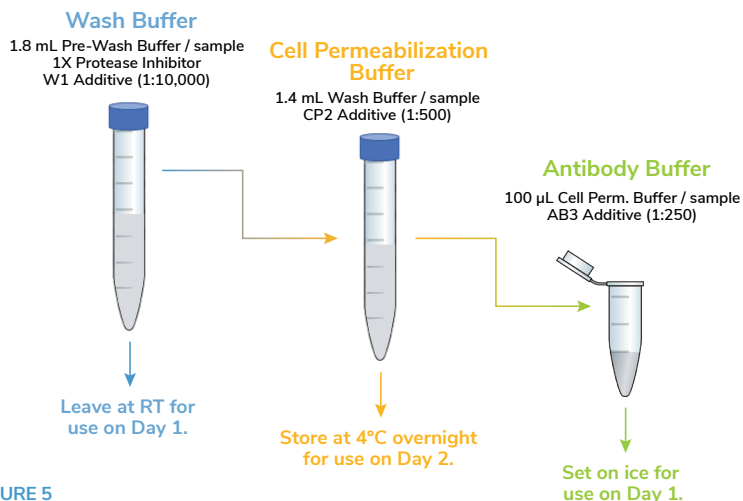 Wash Buffer
1.8 mL Pre-Wash Buffer / sample
1X Protease Inhibitor
W1 Additive (1:10,000)
Cell Permeabilization
Buffer
1.4 mL Wash Buffer / sample
CP2 Additive (1:500)
Antibody Buffer
100 µL Cell Perm. Buffer / sample
AB3 Additive (1:250)
Leave at RT for
use on Day 1.
Store at 4ºC overnight
for use on Day 2.
Set on ice for
use on Day 1.
URE 5